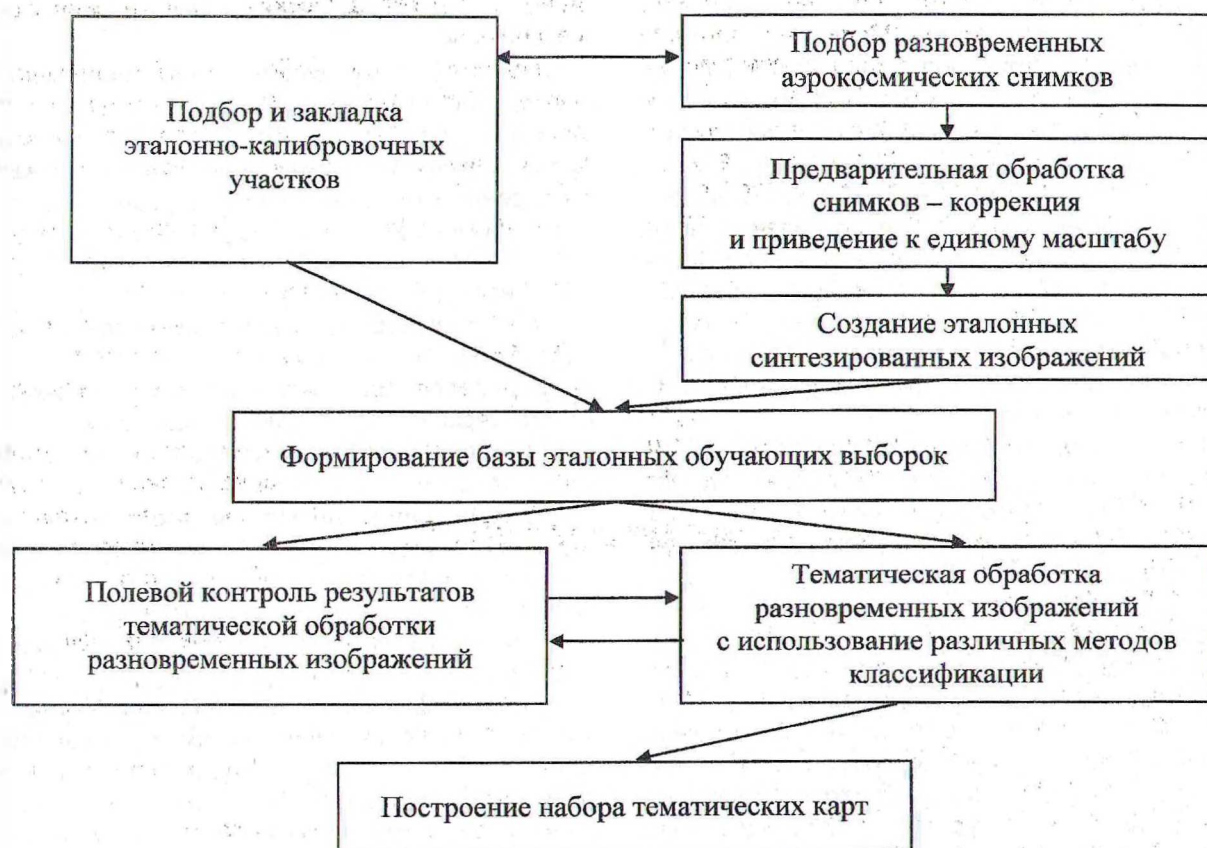 Подбор и закладка
эталонно-калибровочных
участков
Подбор разновременных
аэрокосмических снимков
Предварительная обработка
снимков – коррекция
и приведение к единому масштабу
Создание эталонных
синтезированных изображений
Формирование базы эталонных обучающих выборок
Полевой контроль результатов
тематической обработки
разновременных изображений
Тематическая обработка
разновременных изображений
с использование различных методов
классификации
Построение набора тематических карт